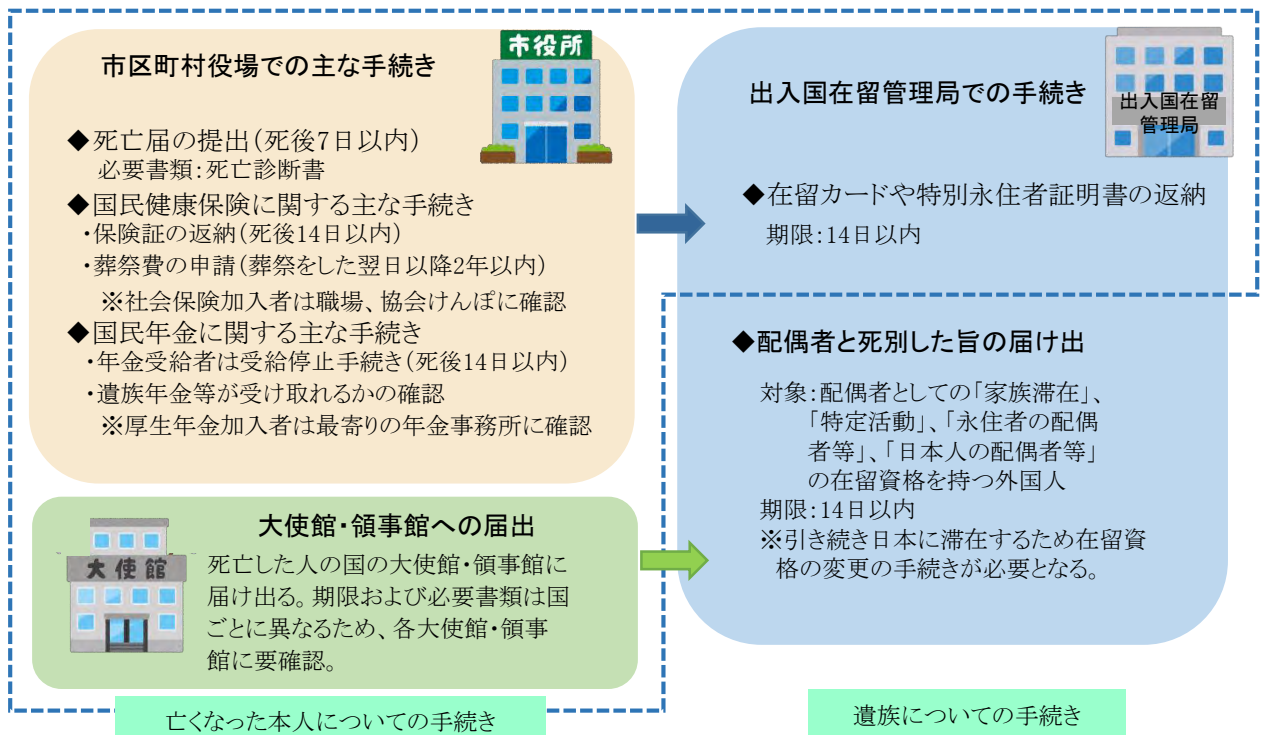 市区町村役場での主な手続き
市役所
◆死亡届の提出(死後7日以内)
必要書類:死亡診断書
◆国民健康保険に関する主な手続き
・保険証の返納(死後14日以内)
・葬祭費の申請(葬祭をした翌日以降2年以内)
※社会保険加入者は職場、協会けんぽに確認
◆国民年金に関する主な手続き
・年金受給者は受給停止手続き(死後14日以内)
・遺族年金等が受け取れるかの確認
※厚生年金加入者は最寄りの年金事務所に確認
大使館・領事館への届出
大使館
死亡した人の国の大使館・領事館に
届け出る。期限および必要書類は国
ごとに異なるため、各大使館・領事
館に要確認。
亡くなった本人についての手続き
出入国在留管理局での手続き
出入国在留
管理局
◆在留カードや特別永住者証明書の返納
期限:14日以内
◆配偶者と死別した旨の届け出
対象:配偶者としての「家族滞在」、
「特定活動」、「永住者の配偶
者等」、「日本人の配偶者等」
の在留資格を持つ外国人
期限:14日以内
※引き続き日本に滞在するため在留資
格の変更の手続きが必要となる。
遺族についての手続き